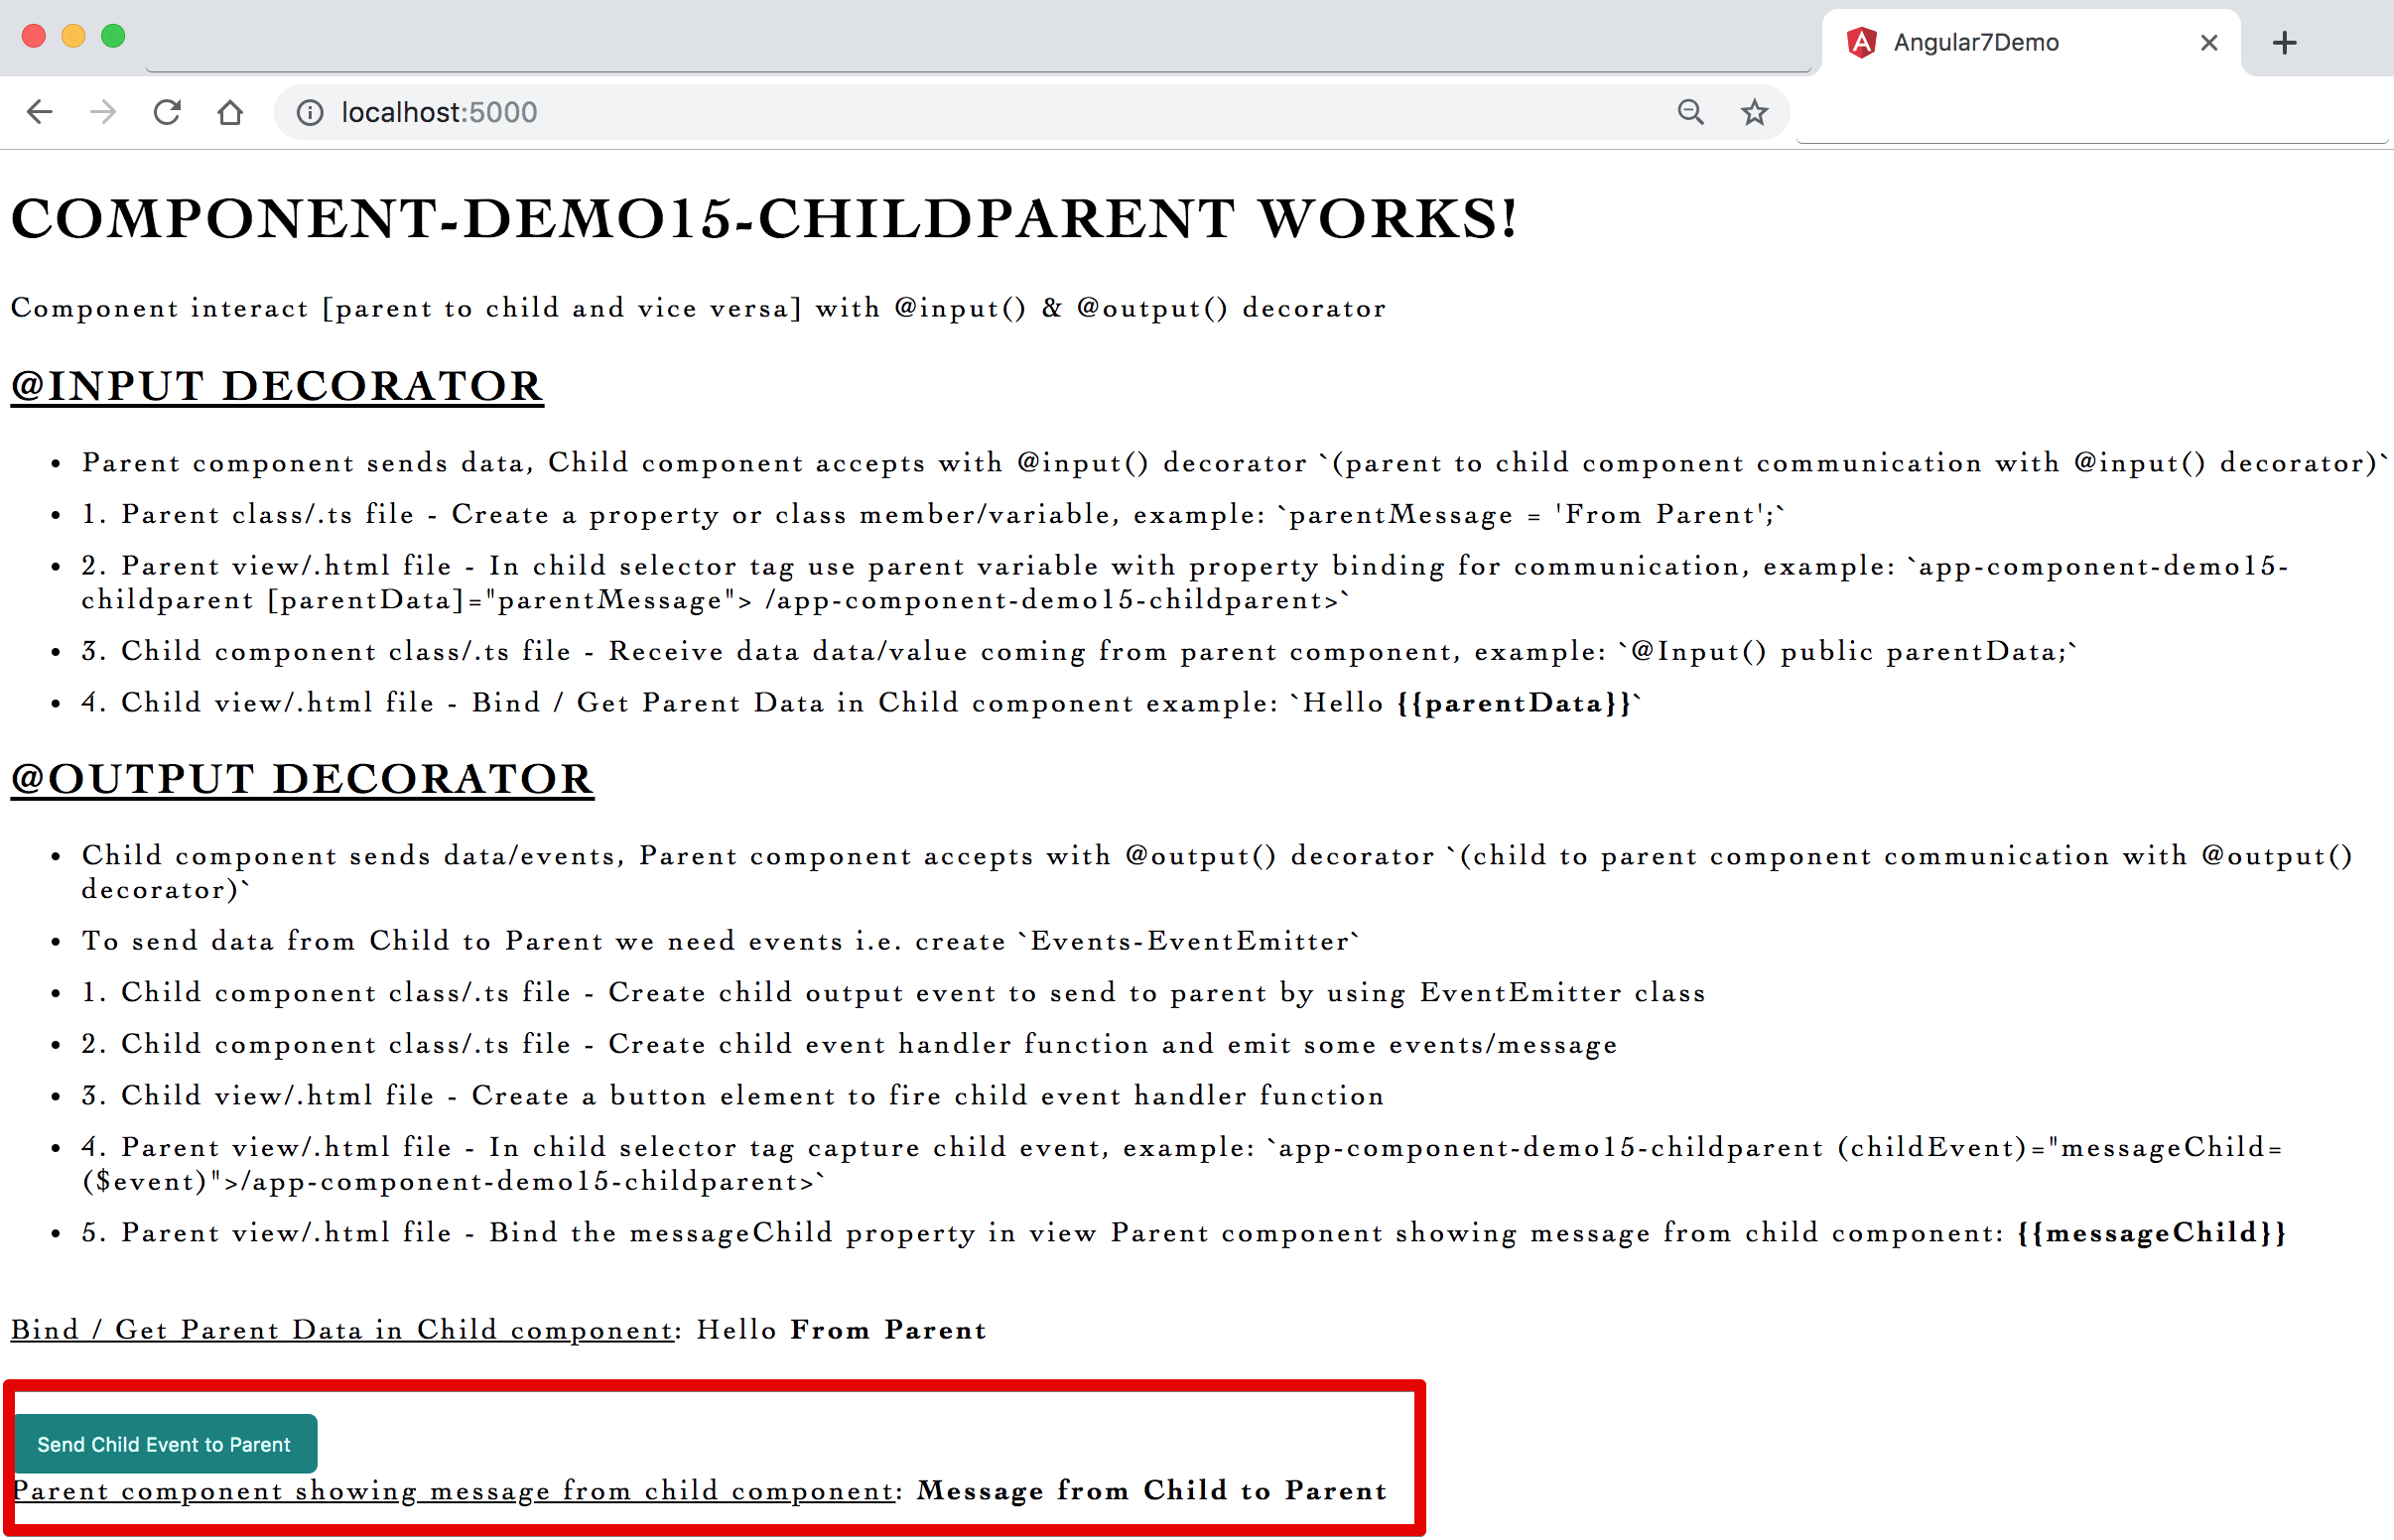 Angular7Demo
localhost:5000
COMPONENT-DEMO15-CHILDPARENT WORKS!
Component interact [parent to child and vice versa] with @input() & @output() decorator
@INPUT DECORATOR
• Parent component sends data, Child component accepts with @input() decorator `(parent to child component communication with @input() decorator)`
• 1. Parent class/.ts file - Create a property or class member/variable, example: `parentMessage = 'From Parent';`
• 2. Parent view/.html file - In child selector tag use parent variable with property binding for communication, example: `app-component-demo15-
childparent [parentData]="parentMessage"> /app-component-demo15-childparent>`
• 3. Child component class/.ts file - Receive data data/value coming from parent component, example: `@Input() public parentData;`
• 4. Child view/.html file - Bind / Get Parent Data in Child component example: `Hello {{parentData}}`
@OUTPUT DECORATOR
• Child component sends data/events, Parent component accepts with @output() decorator `(child to parent component communication with @output()
decorator)`
• To send data from Child to Parent we need events i.e. create `Events-EventEmitter`
• 1. Child component class/.ts file - Create child output event to send to parent by using EventEmitter class
• 2. Child component class/.ts file - Create child event handler function and emit some events/message
• 3. Child view/.html file - Create a button element to fire child event handler function
• 4. Parent view/.html file - In child selector tag capture child event, example: `app-component-demo15-childparent (childEvent)="messageChild=
($event)">/app-component-demo15-childparent>`
• 5. Parent view/.html file - Bind the messageChild property in view Parent component showing message from child component: {{messageChild}}
Bind / Get Parent Data in Child component: Hello From Parent
Send Child Event to Parent
Parent component showing message from child component: Message from Child to Parent